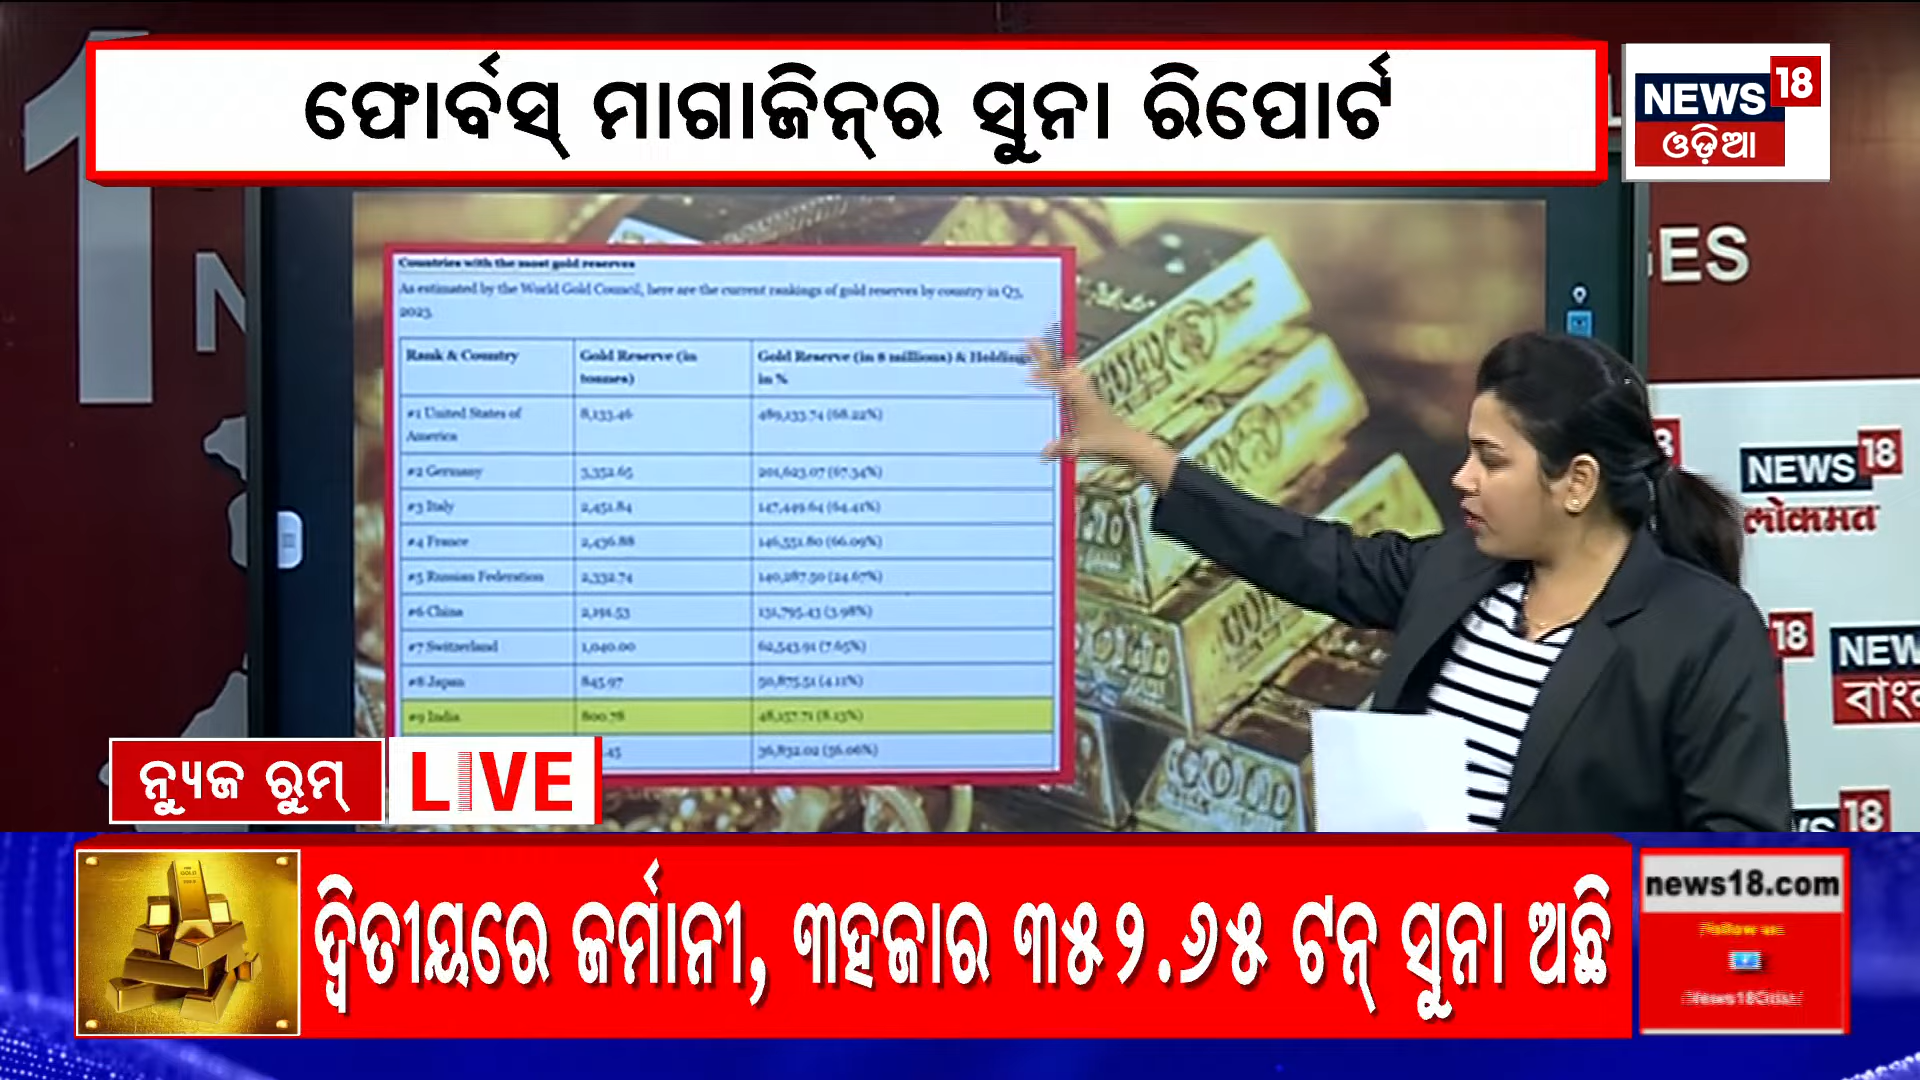 ଫୋର୍ବସ୍ ମାଗାଜିନ୍‌ର ସୁନା ରିପୋର୍ଟ
NEWS 18
ଓଡ଼ିଆ
GES
Countries with the most gold reserves
As estimated by the World Gold Council, here are the current rankings of gold reserves by country in Q3,
2023.
Rank & Country Gold Reserve (in tonnes) Gold Reserve (in $ millions) & Holdings in %
#1 United States of America 8,133.46 489,133.74 (68.22%)
#2 Germany 3,352.65 201,623.07 (67.34%)
#3 Italy 2,451.84 147,449.64 (64.41%)
#4 France 2,436.88 146,551.80 (66.09%)
#5 Russian Federation 2,332.74 140,287.50 (24.67%)
#6 China 2,191.53 131,795.43 (3.98%)
#7 Switzerland 1,040.00 62,543.91 (7.65%)
#8 Japan 845.97 50,875.51 (4.11%)
#9 India 800.78 48,157.71 (8.13%)
.45 36,832.02 (56.06%)
NEWS 18
लोकमत
18
NEW
বাংল
18
ନ୍ୟୁଜ ରୁମ୍
LIVE
GOLD
ଦ୍ୱିତୀୟରେ ଜର୍ମାନୀ, ୩ହଜାର ୩୫୨.୬୫ ଟନ୍ ସୁନା ଅଛି
news18.com
Follow us